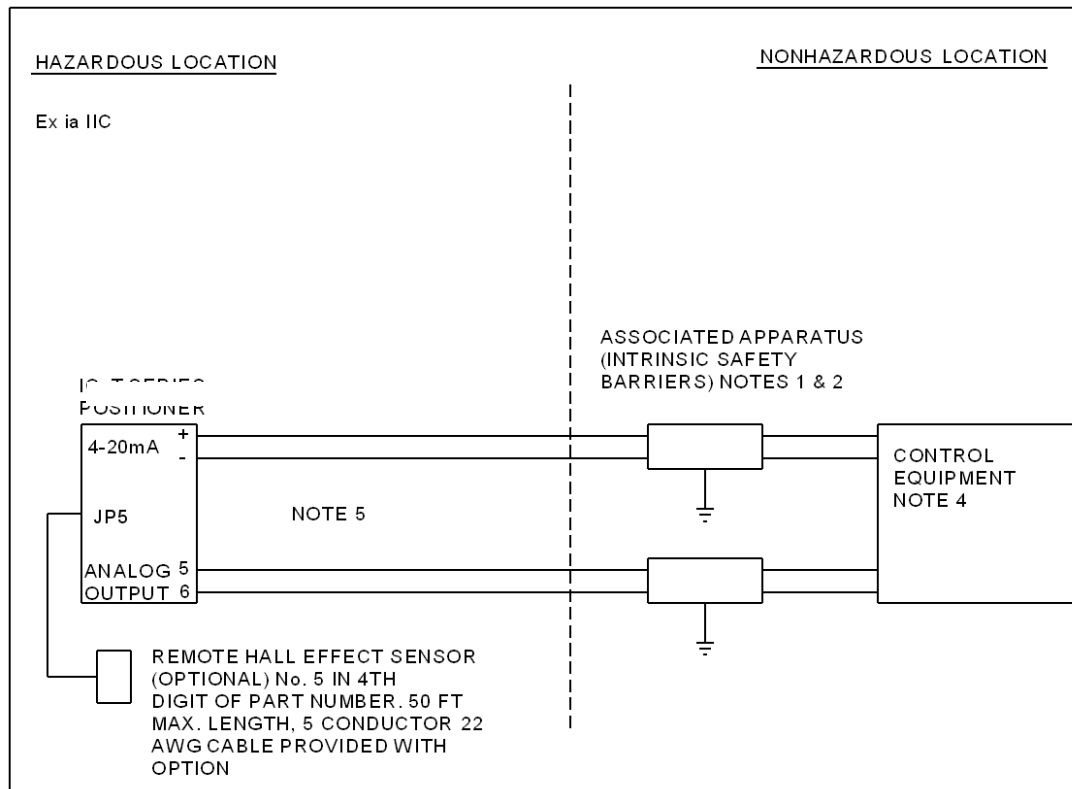 HAZARDOUS LOCATION
NONHAZARDOUS LOCATION
Ex ia IIC
ASSOCIATED APPARATUS
(INTRINSIC SAFETY
BARRIERS) NOTES 1 & 2
POSITIONER
4-20mA +
-
CONTROL
EQUIPMENT
NOTE 4
JP5
NOTE 5
ANALOG 5
OUTPUT 6
REMOTE HALL EFFECT SENSOR
(OPTIONAL) No. 5 IN 4TH
DIGIT OF PART NUMBER. 50 FT
MAX. LENGTH, 5 CONDUCTOR 22
AWG CABLE PROVIDED WITH
OPTION